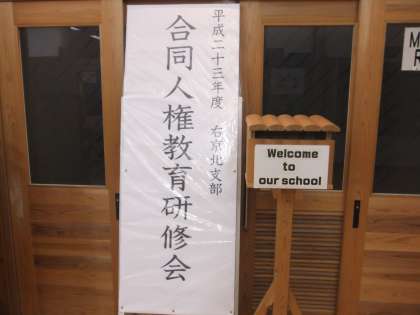 平成二十三年度 右京北支部
合同人権教育研修会
Welcome
to
our school